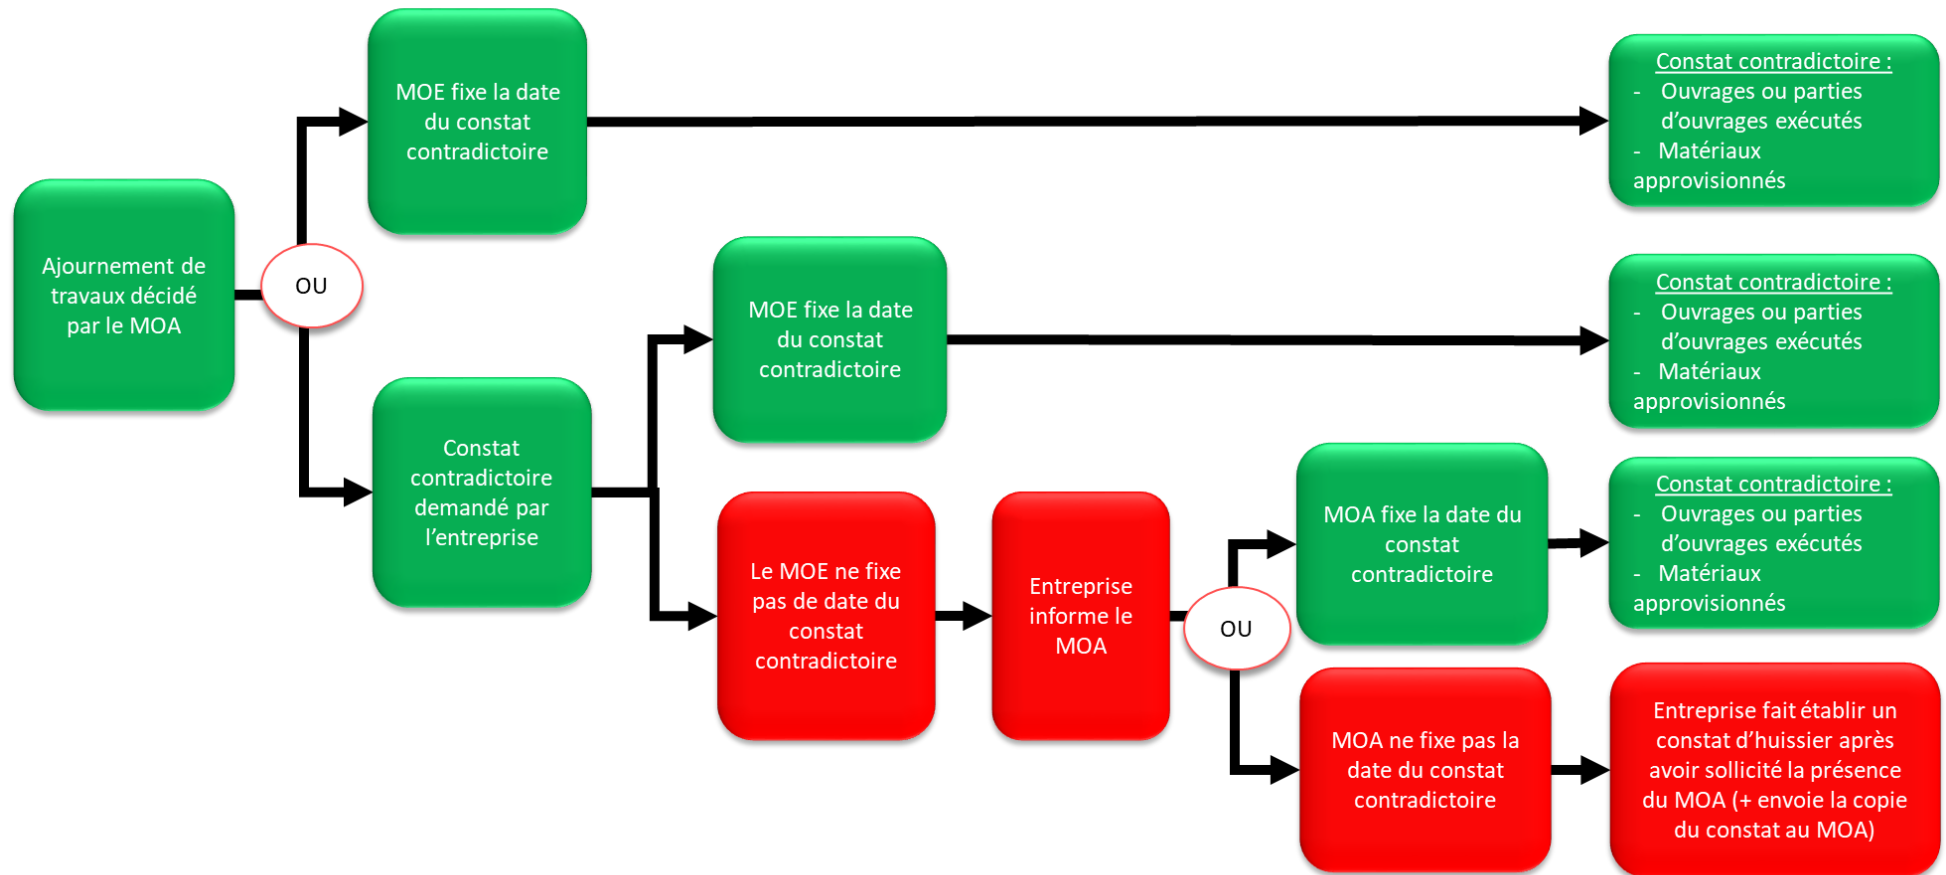 Ajournement de
travaux décidé
par le MOA
OU
MOE fixe la date
du constat
contradictoire
Constat contradictoire :
- Ouvrages ou parties
d’ouvrages exécutés
- Matériaux
approvisionnés
Constat
contradictoire
demandé par
l’entreprise
MOE fixe la date
du constat
contradictoire
Constat contradictoire :
- Ouvrages ou parties
d’ouvrages exécutés
- Matériaux
approvisionnés
Le MOE ne fixe
pas de date du
constat
contradictoire
Entreprise
informe le
MOA
OU
MOA fixe la date du
constat
contradictoire
Constat contradictoire :
- Ouvrages ou parties
d’ouvrages exécutés
- Matériaux
approvisionnés
MOA ne fixe pas la
date du constat
contradictoire
Entreprise fait établir un
constat d’huissier après
avoir sollicité la présence
du MOA (+ envoie la copie
du constat au MOA)